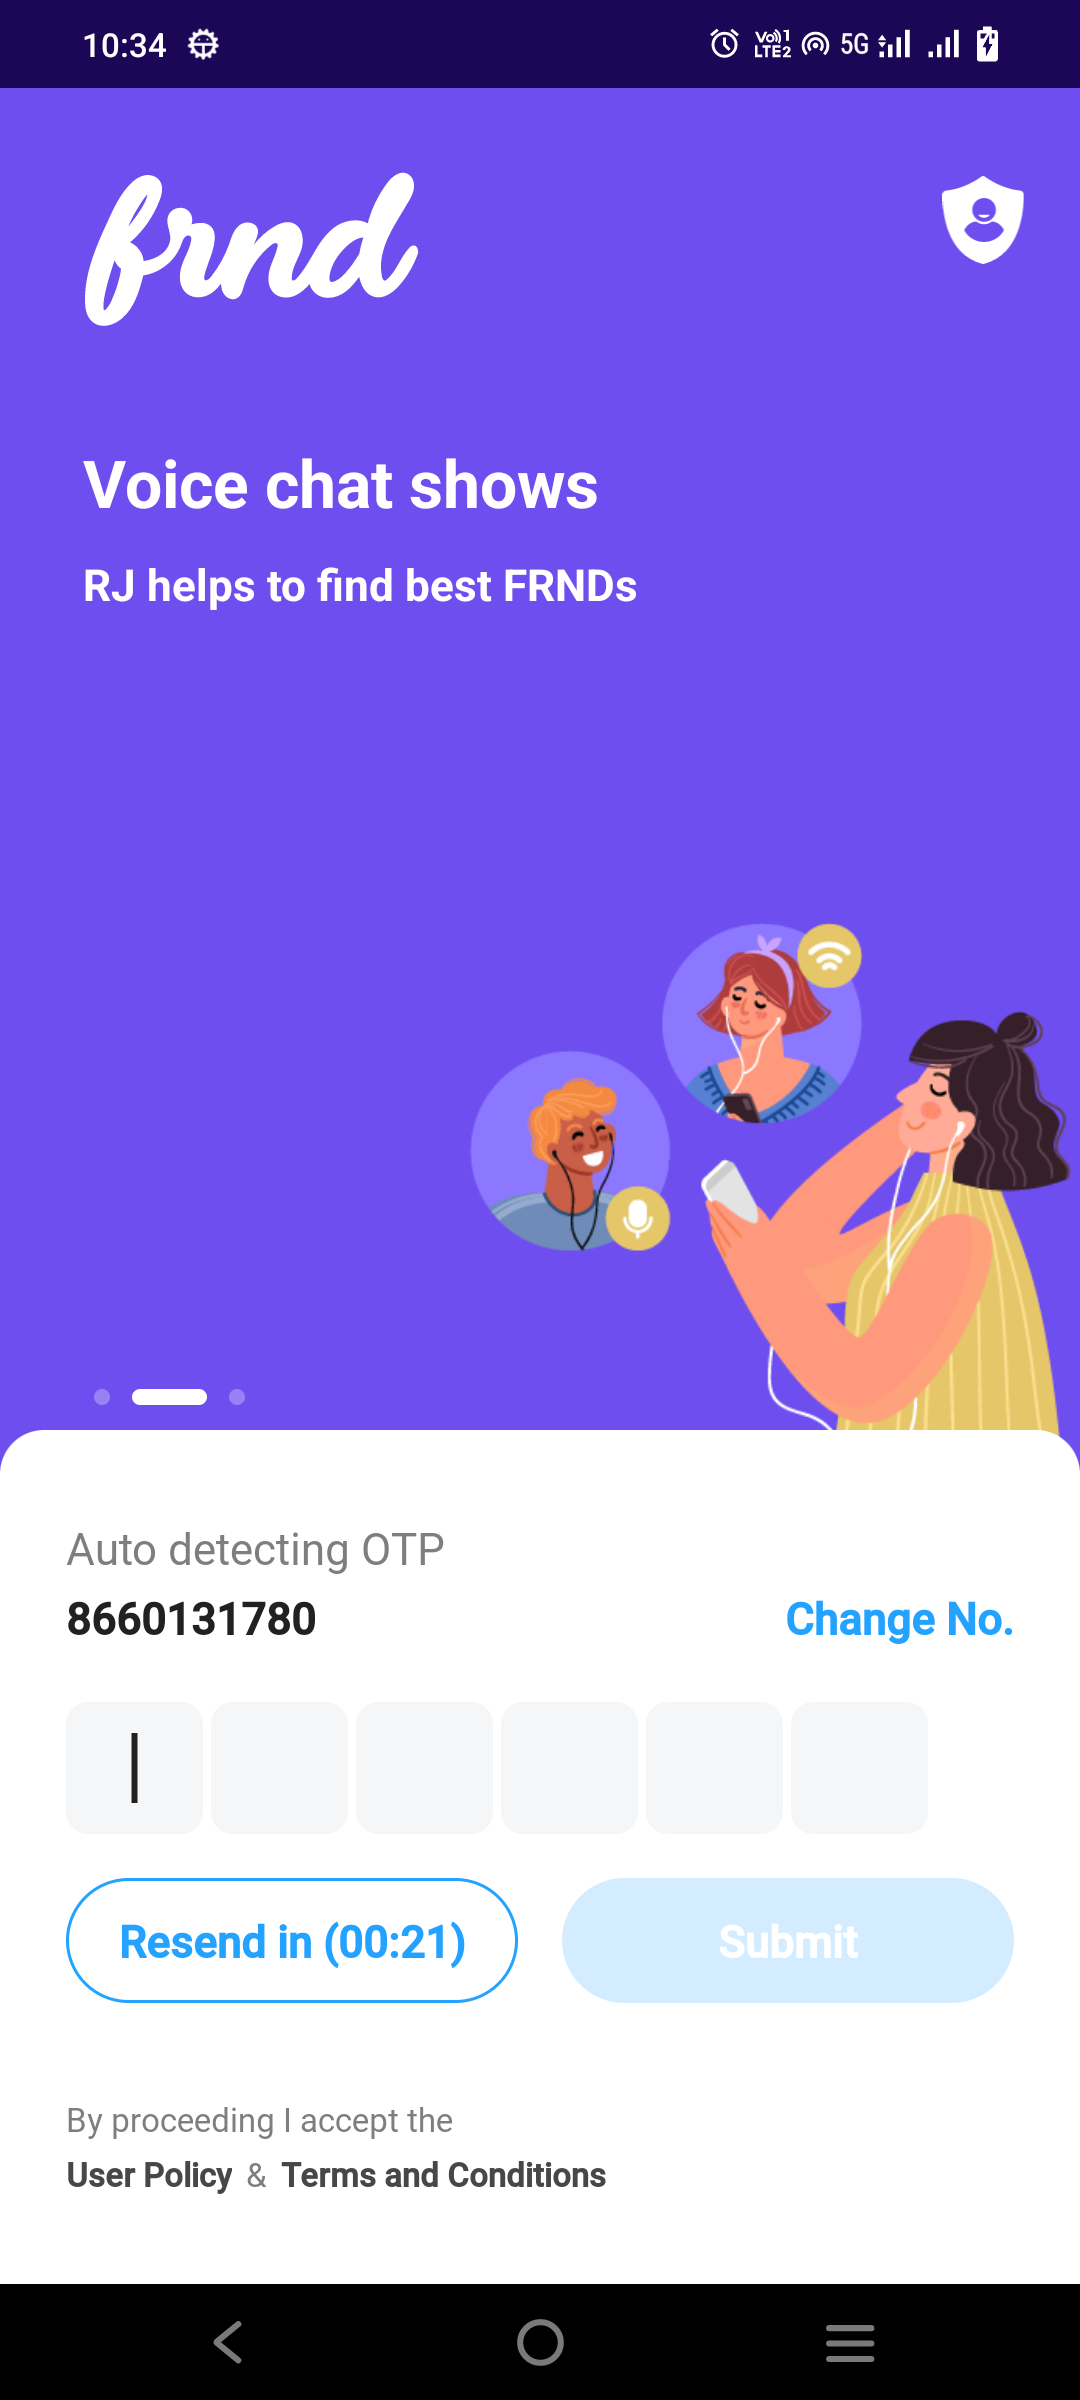 10:34
Vo))1 LTE2 5G
frnd
Voice chat shows
RJ helps to find best FRNDs
Auto detecting OTP
8660131780
Change No.
Resend in (00:21)
Submit
By proceeding I accept the
User Policy & Terms and Conditions